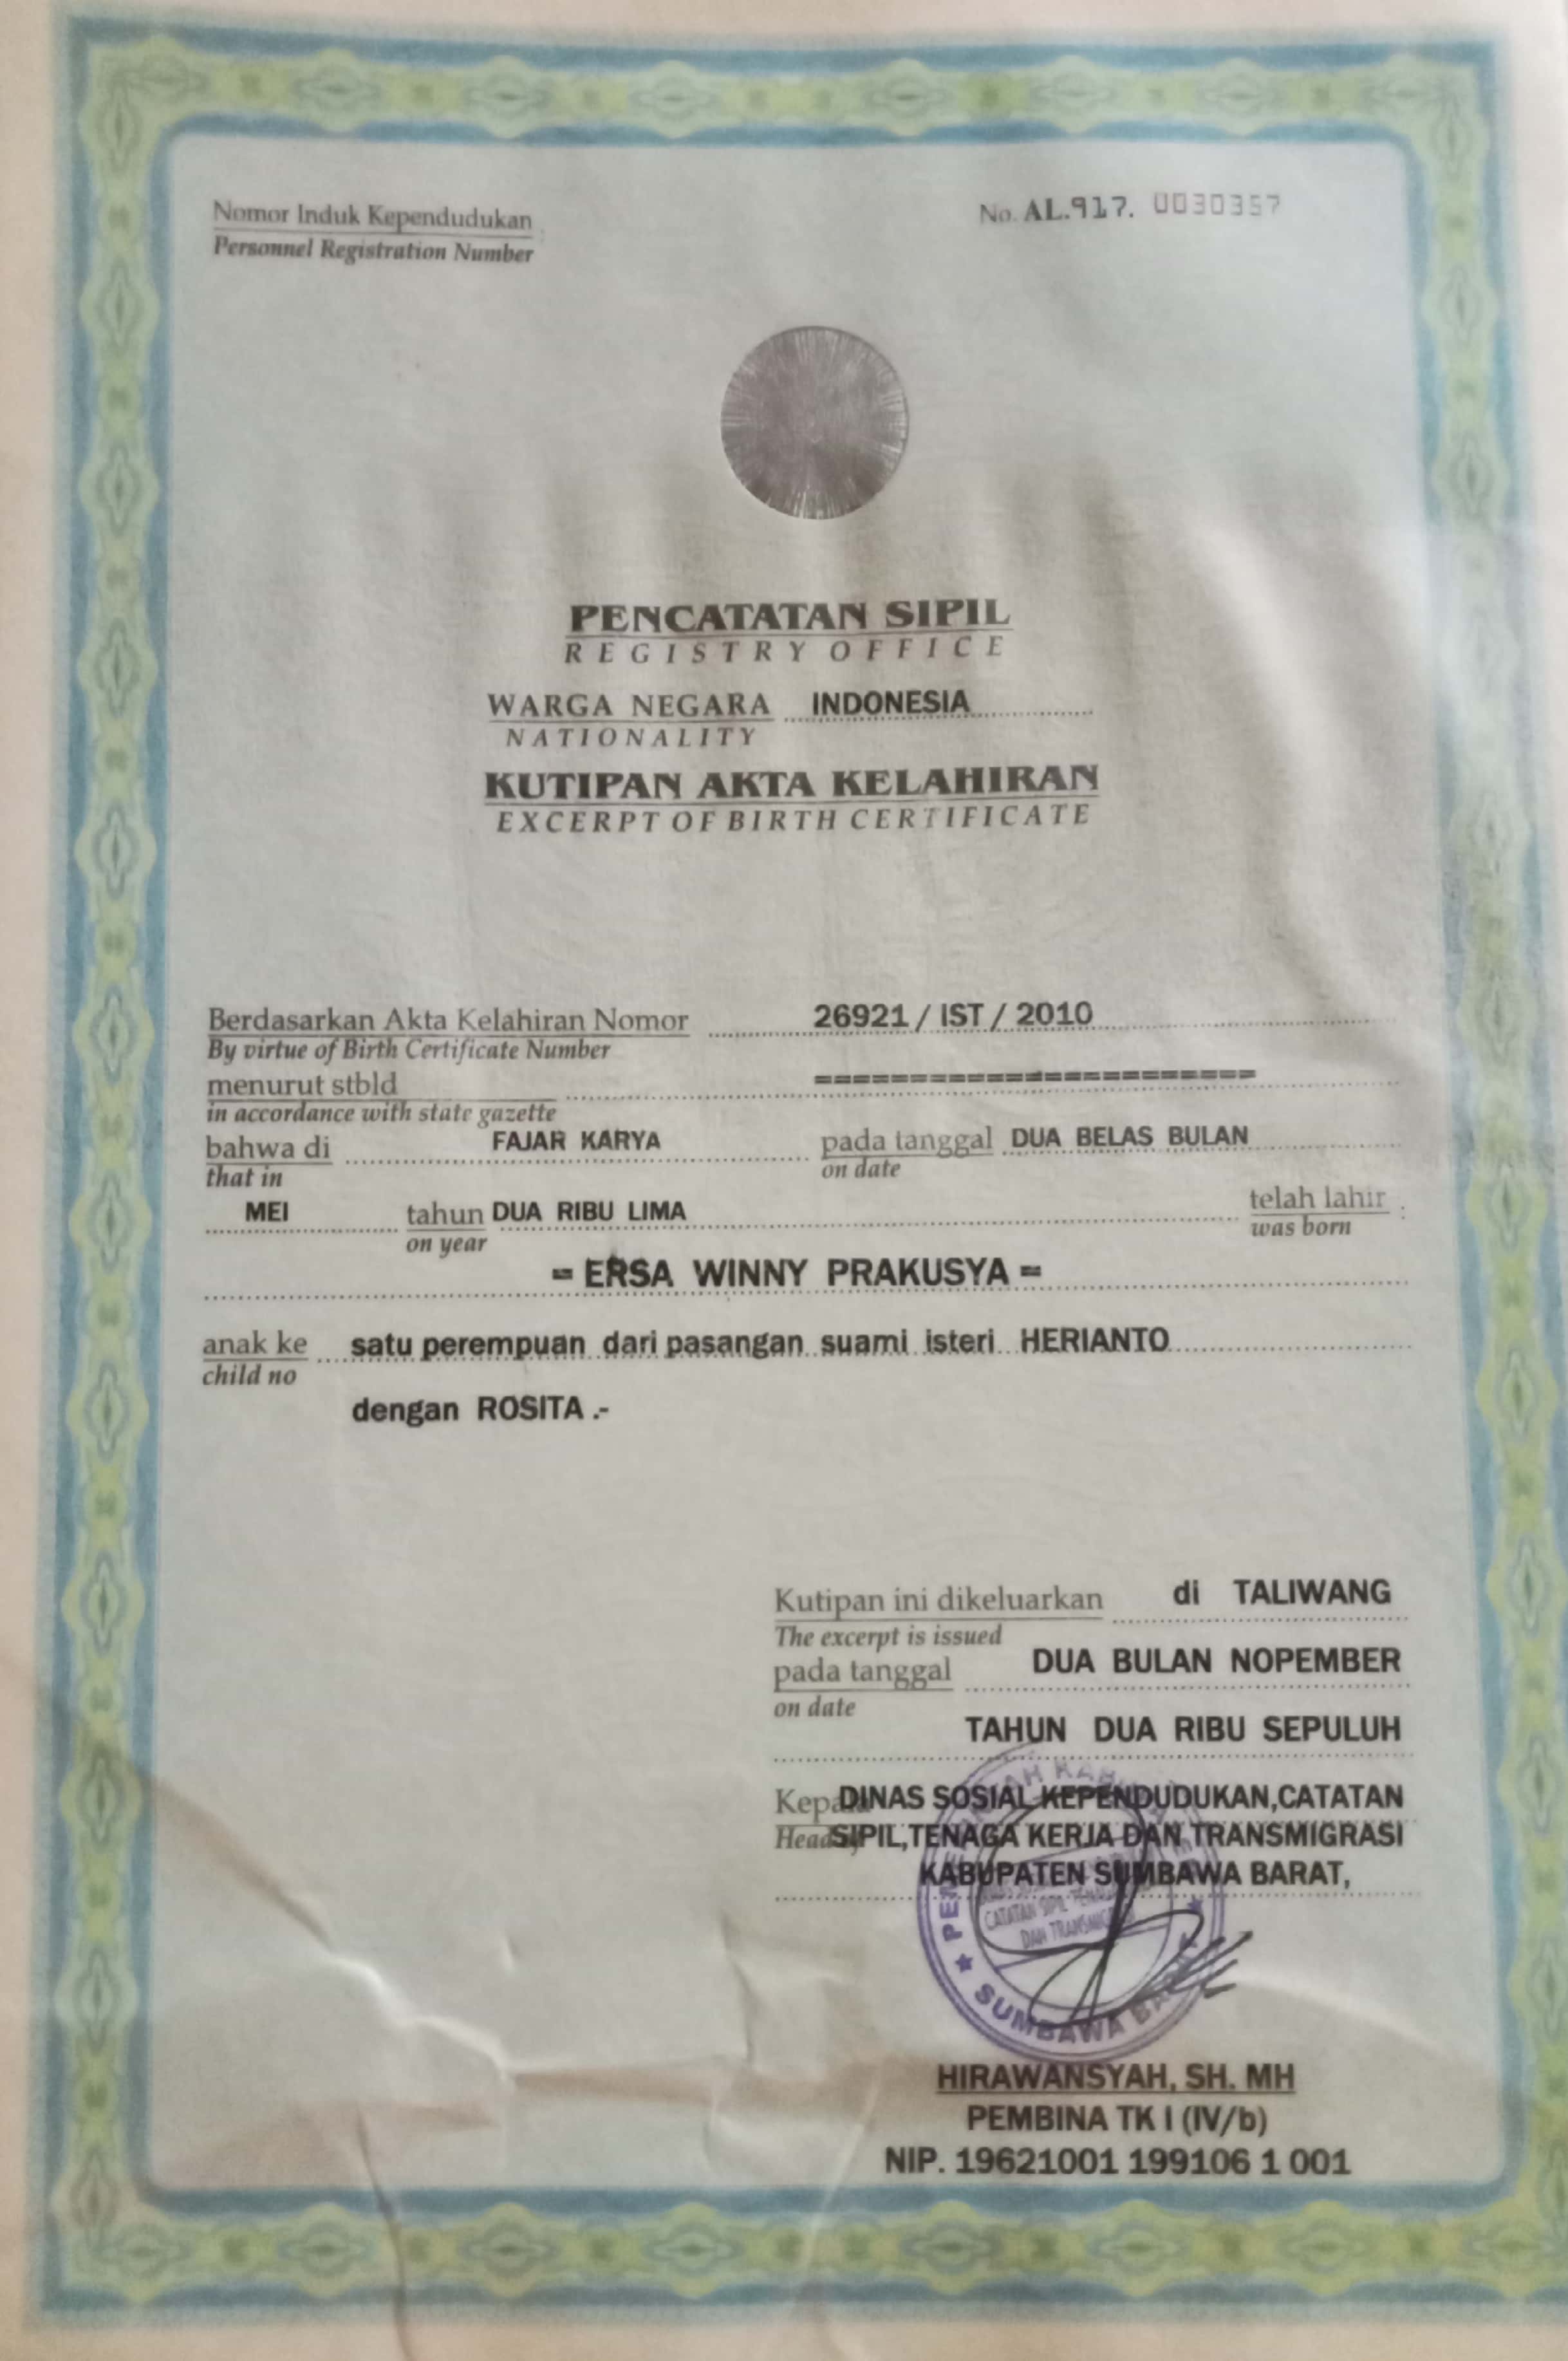 Nomor Induk Kependudukan
Personnel Registration Number
No. AL.917. 0030357
PENCATATAN SIPIL
REGISTRY OFFICE
WARGA NEGARA INDONESIA
NATIONALITY
KUTIPAN AKTA KELAHIRAN
EXCERPT OF BIRTH CERTIFICATE
Berdasarkan Akta Kelahiran Nomor 26921 / IST / 2010
By virtue of Birth Certificate Number
menurut stbld ============================
in accordance with state gazette
bahwa di FAJAR KARYA pada tanggal DUA BELAS BULAN
that in on date
MEI tahun DUA RIBU LIMA telah lahir :
on year was born
= ERSA WINNY PRAKUSYA =
anak ke satu perempuan dari pasangan suami isteri HERIANTO
child no
dengan ROSITA .-
Kutipan ini dikeluarkan di TALIWANG
The excerpt is issued
pada tanggal DUA BULAN NOPEMBER
on date
TAHUN DUA RIBU SEPULUH
DINAS SOSIAL KEPENDUDUKAN,CATATAN
SIPIL,TENAGA KERJA DAN TRANSMIGRASI
KABUPATEN SUMBAWA BARAT,
CATATAN SIPIL
DAN
SUMBAWA
HIRAWANSYAH, SH. MH
PEMBINA TK I (IV/b)
NIP. 19621001 199106 1 001